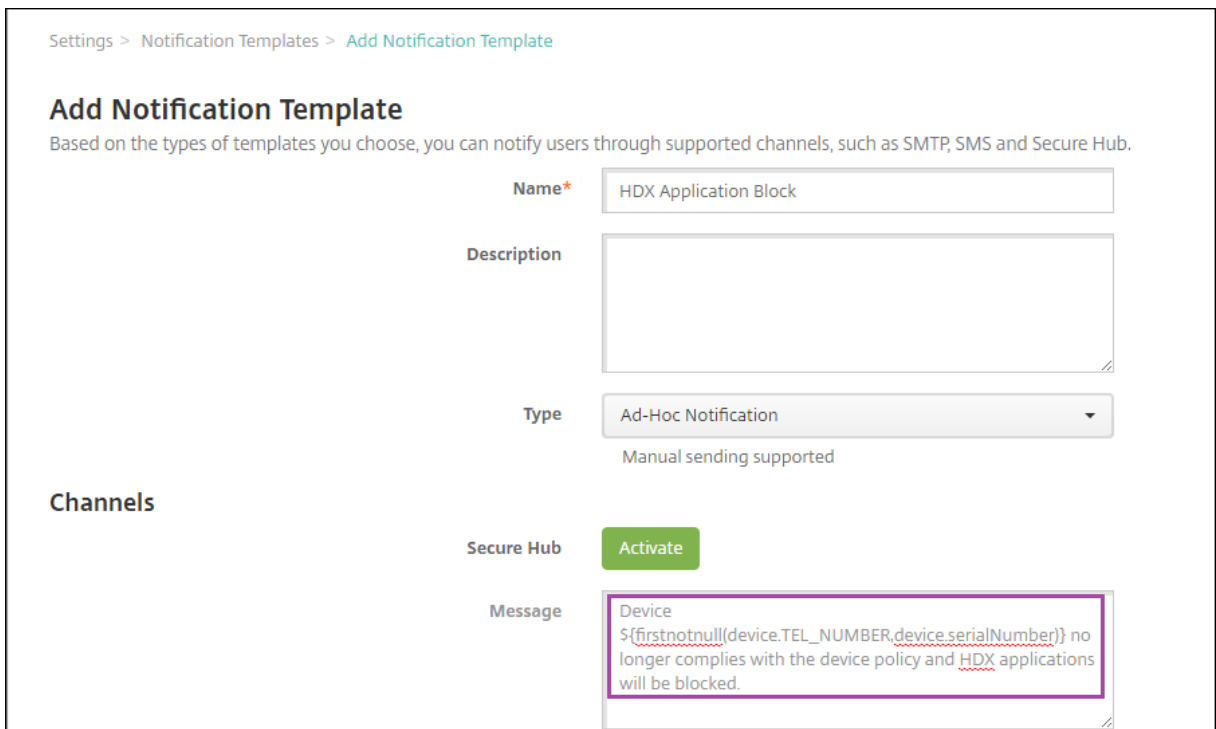 Settings > Notification Templates > Add Notification Template
Add Notification Template
Based on the types of templates you choose, you can notify users through supported channels, such as SMTP, SMS and Secure Hub.
Name*
HDX Application Block
Description
Type
Ad-Hoc Notification
Manual sending supported
Channels
Secure Hub
Activate
Message
Device
${firstnotnull(device.TEL_NUMBER,device.serialNumber)} no
longer complies with the device policy and HDX applications
will be blocked.